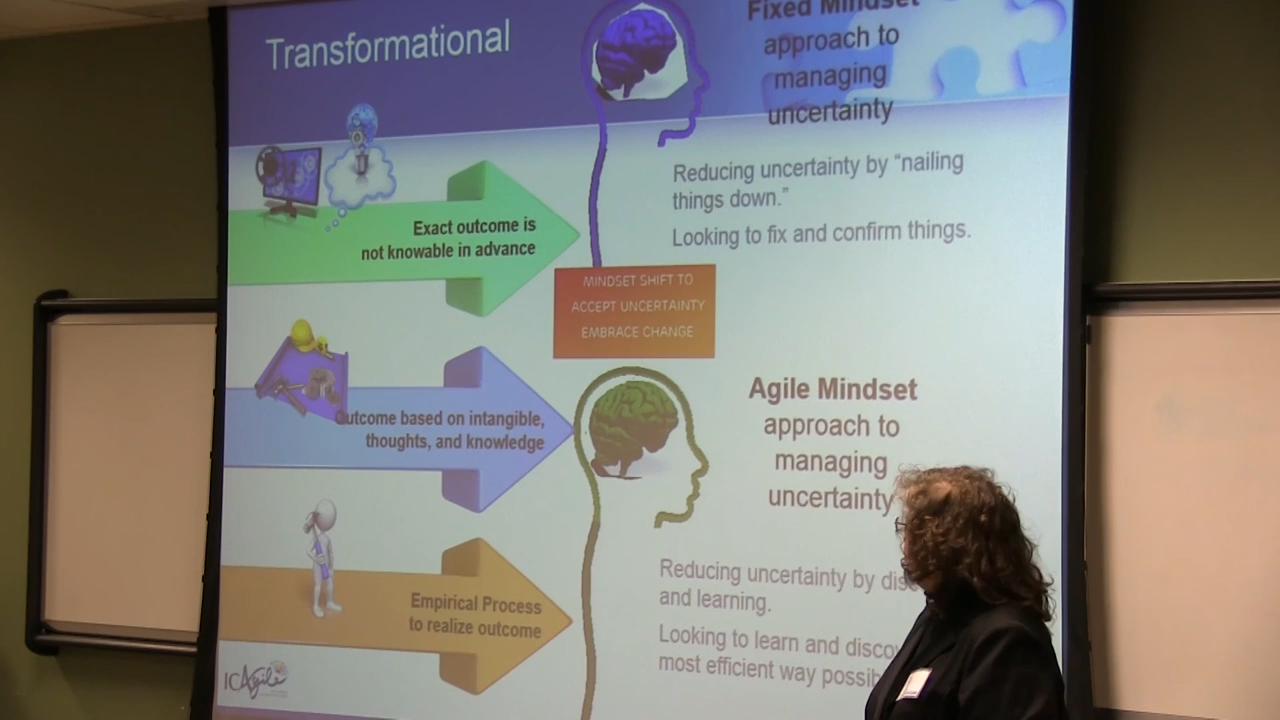 Transformational
Fixed Mindset
approach to
managing
uncertainty
Reducing uncertainty by “nailing
things down.”
Looking to fix and confirm things.
Exact outcome is
not knowable in advance
MINDSET SHIFT TO
ACCEPT UNCERTAINTY
EMBRACE CHANGE
Outcome based on intangible,
thoughts, and knowledge
Agile Mindset
approach to
managing
uncertainty
Empirical Process
to realize outcome
Reducing uncertainty by
and learning.
Looking to learn and
most efficient way
ICAgile